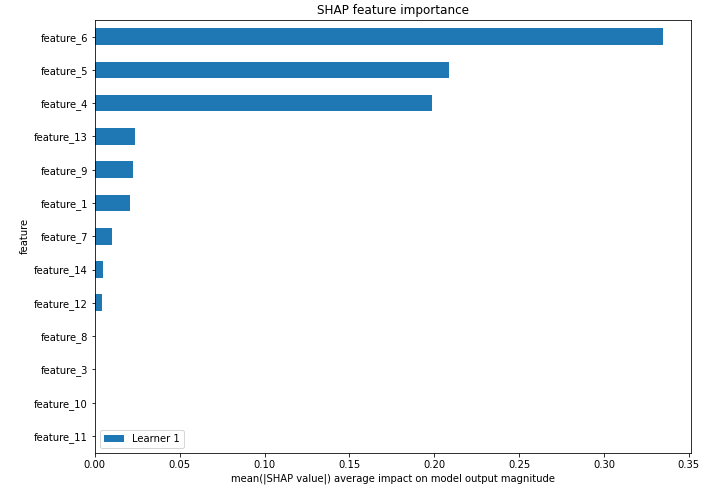 SHAP feature importance
feature_6
feature_5
feature_4
feature_13
feature_9
feature_1
feature_7
feature_14
feature_12
feature_8
feature_3
feature_10
feature_11
feature
Learner 1
0.00 0.05 0.10 0.15 0.20 0.25 0.30 0.35
mean(|SHAP value|) average impact on model output magnitude